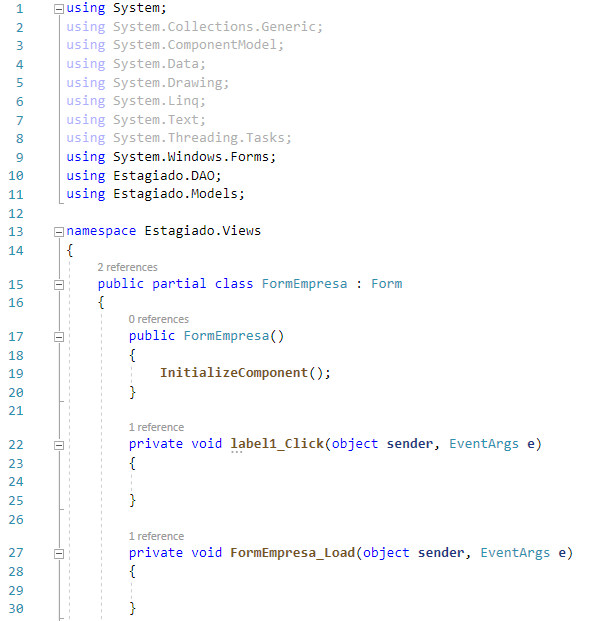 1 using System;
2 using System.Collections.Generic;
3 using System.ComponentModel;
4 using System.Data;
5 using System.Drawing;
6 using System.Linq;
7 using System.Text;
8 using System.Threading.Tasks;
9 using System.Windows.Forms;
10 using Estagiado.DAO;
11 using Estagiado.Models;
12
13 namespace Estagiado.Views
14 {
2 references
15 public partial class FormEmpresa : Form
16 {
0 references
17 public FormEmpresa()
18 {
19 InitializeComponent();
20 }
21
1 reference
22 private void label1_Click(object sender, EventArgs e)
23 {
24
25 }
26
1 reference
27 private void FormEmpresa_Load(object sender, EventArgs e)
28 {
29
30 }